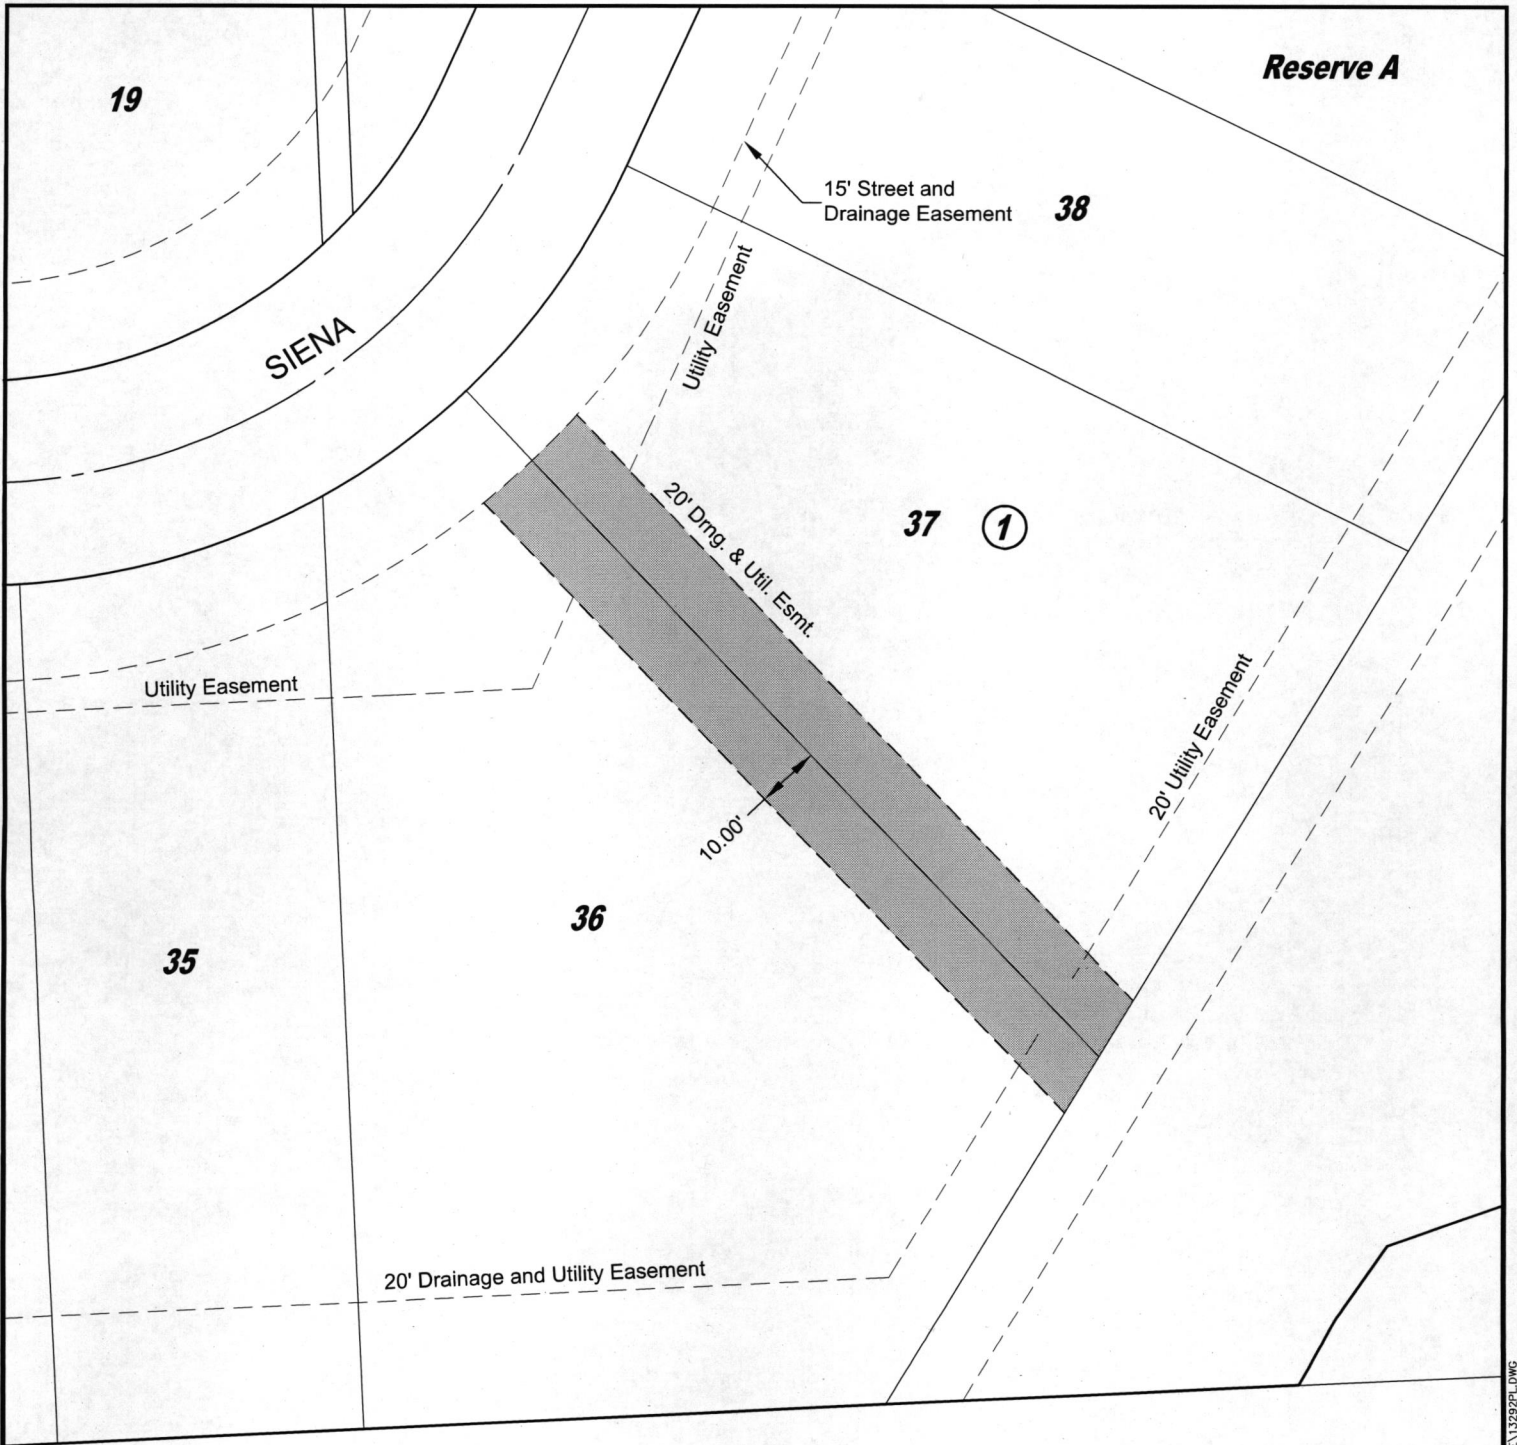 Reserve A
19
15' Street and
Drainage Easement
38
Utility Easement
SIENA
20' Drng. & Util. Esmt.
37
1
Utility Easement
20' Utility Easement
10.00'
36
35
20' Drainage and Utility Easement
\13292PL.DWG